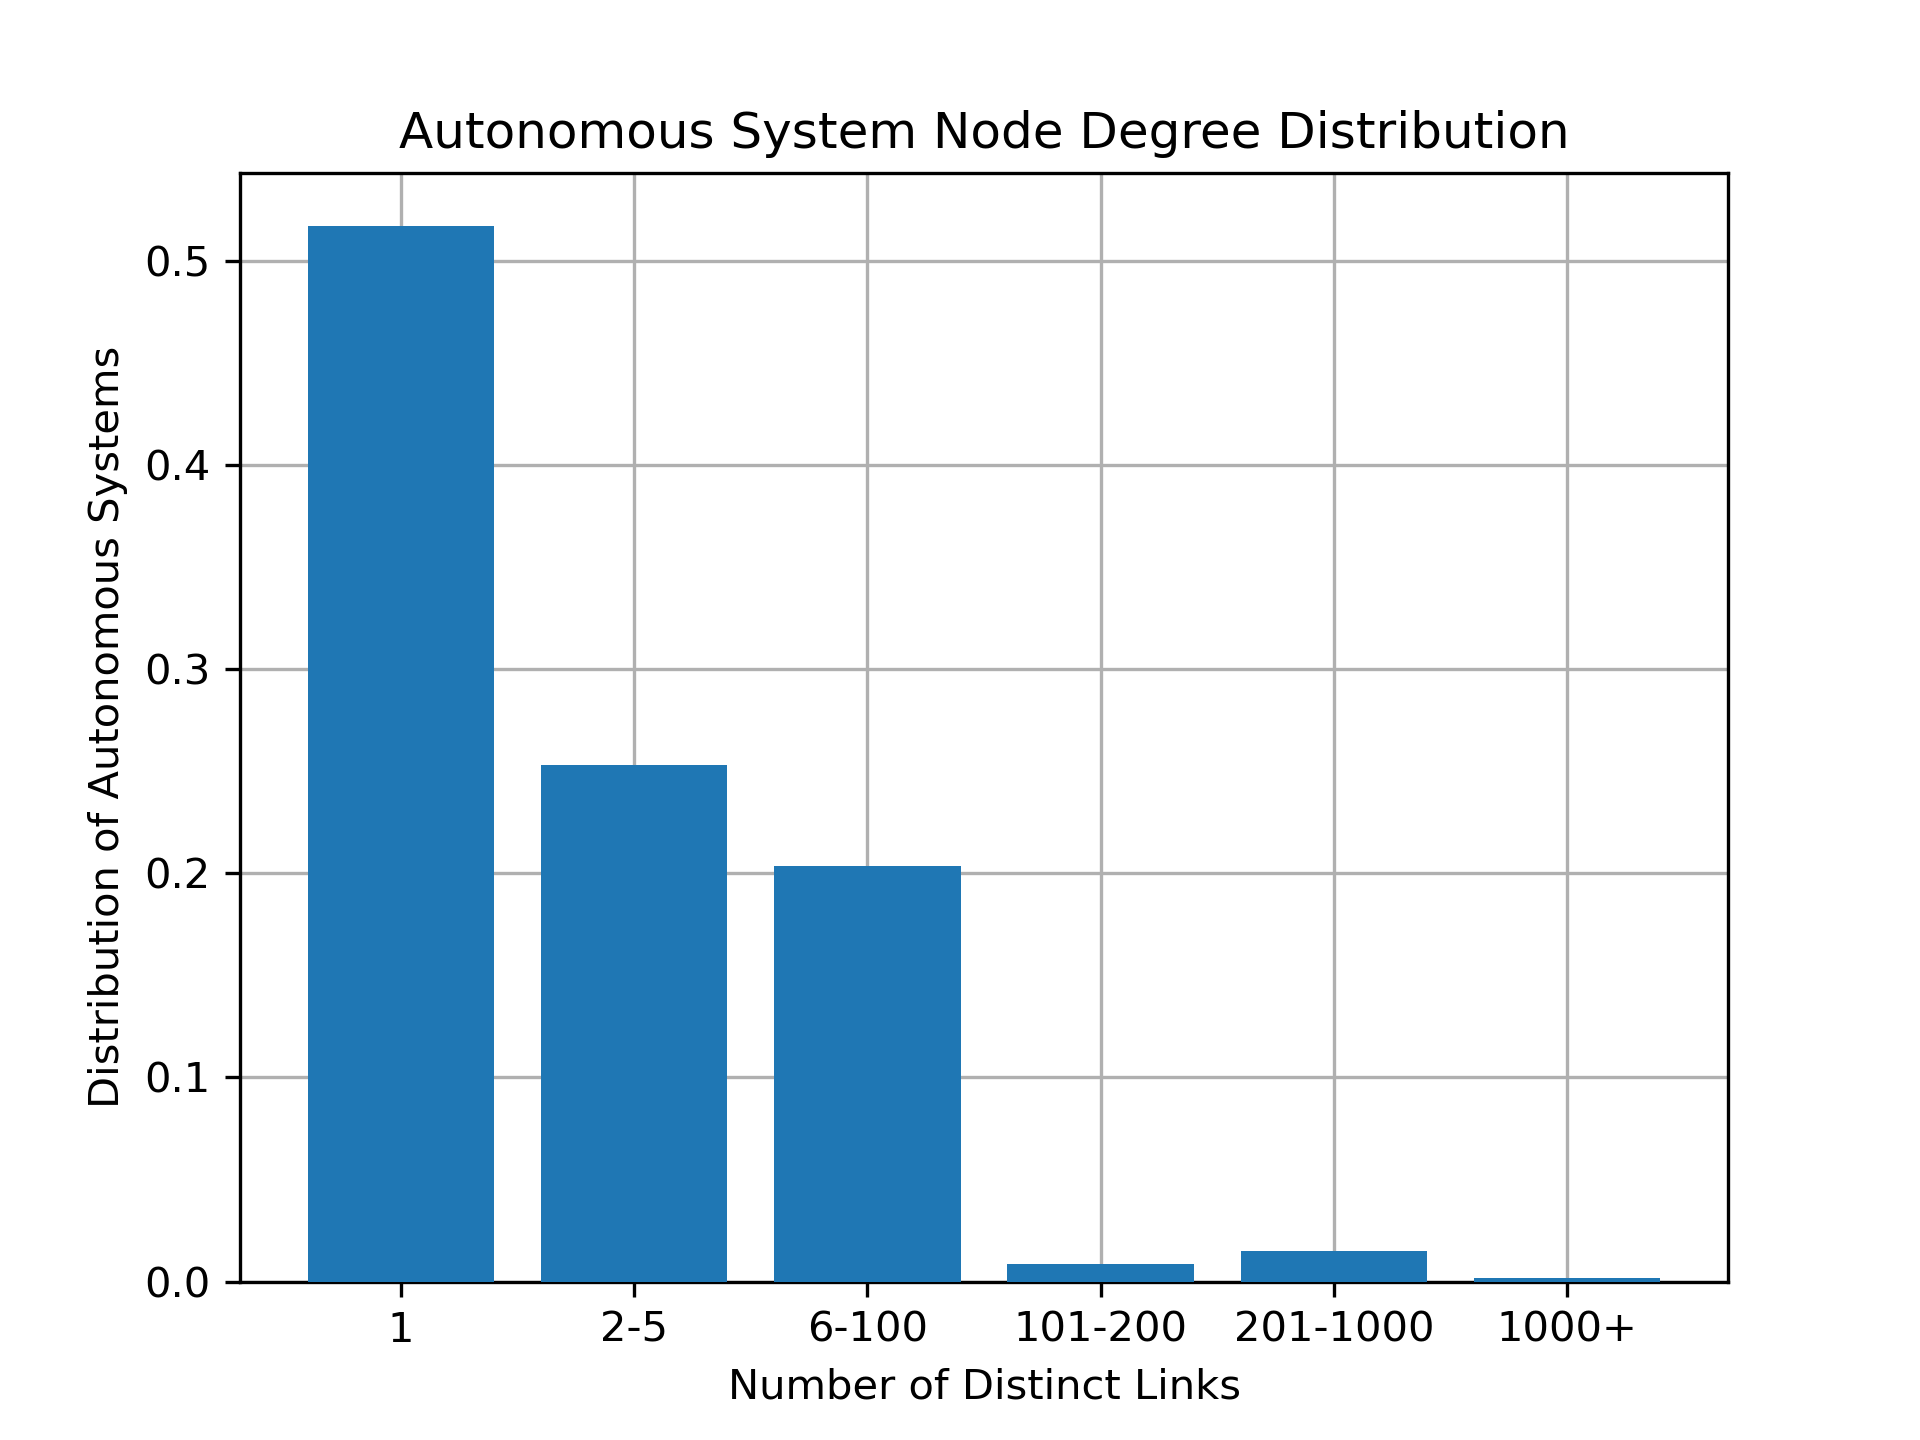 Autonomous System Node Degree Distribution
Distribution of Autonomous Systems
0.5
0.4
0.3
0.2
0.1
0.0
1 2-5 6-100 101-200 201-1000 1000+
Number of Distinct Links